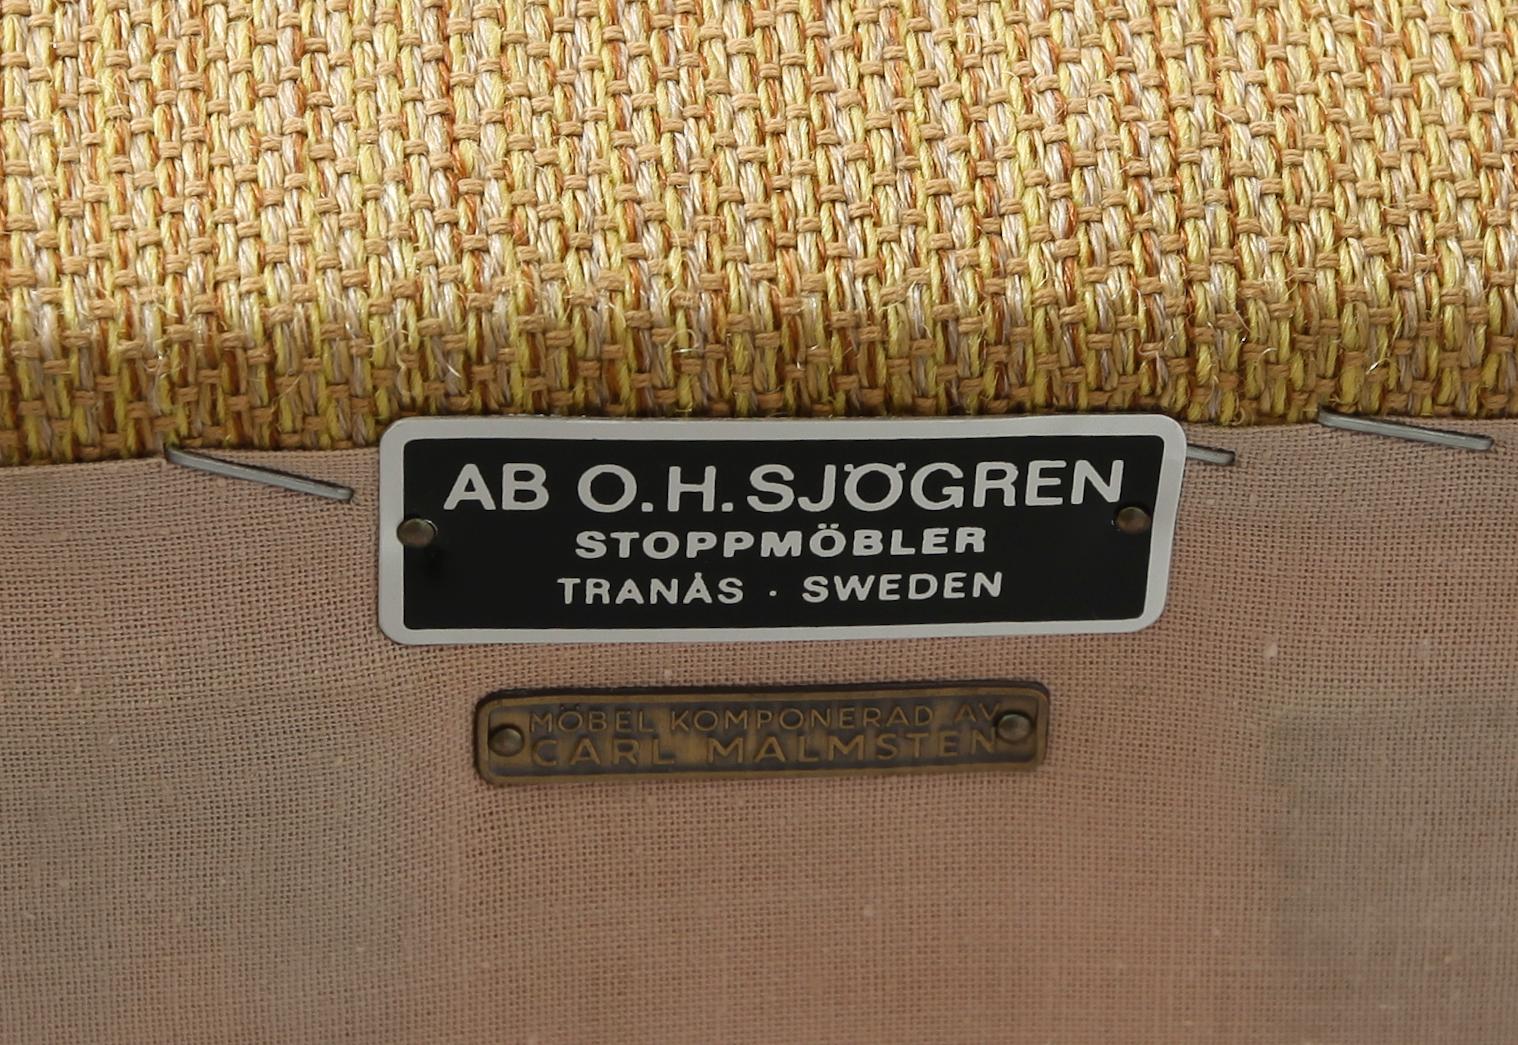 AB O.H. SJÖGREN
STOPPMÖBLER
TRANÅS · SWEDEN
MÖBEL KOMPONERAD AV
CARL MALMSTEN